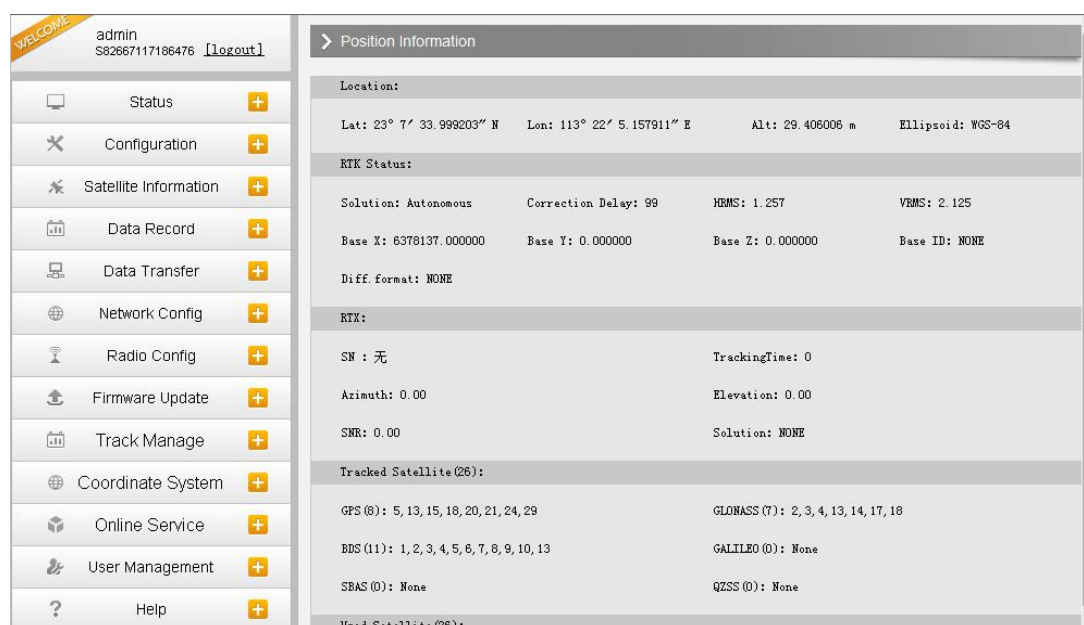 WELCOME
admin
S82667117186476 [logout]
Status
Configuration
Satellite Information
Data Record
Data Transfer
Network Config
Radio Config
Firmware Update
Track Manage
Coordinate System
Online Service
User Management
Help
Position Information
Location:
Lat: 23° 7′ 33.999203″ N Lon: 113° 22′ 5.157911″ E Alt: 29.406006 m Ellipsoid: WGS-84
RTK Status:
Solution: Autonomous Correction Delay: 99 HRMS: 1.257 VRMS: 2.125
Base X: 6378137.000000 Base Y: 0.000000 Base Z: 0.000000 Base ID: NONE
Diff.format: NONE
RTX:
SN : 无 TrackingTime: 0
Azimuth: 0.00 Elevation: 0.00
SNR: 0.00 Solution: NONE
Tracked Satellite(26):
GPS(8): 5,13,15,18,20,21,24,29 GLONASS(7): 2,3,4,13,14,17,18
BDS(11): 1,2,3,4,5,6,7,8,9,10,13 GALILEO(0): None
SBAS(0): None QZSS(0): None
Used Satellite(26):